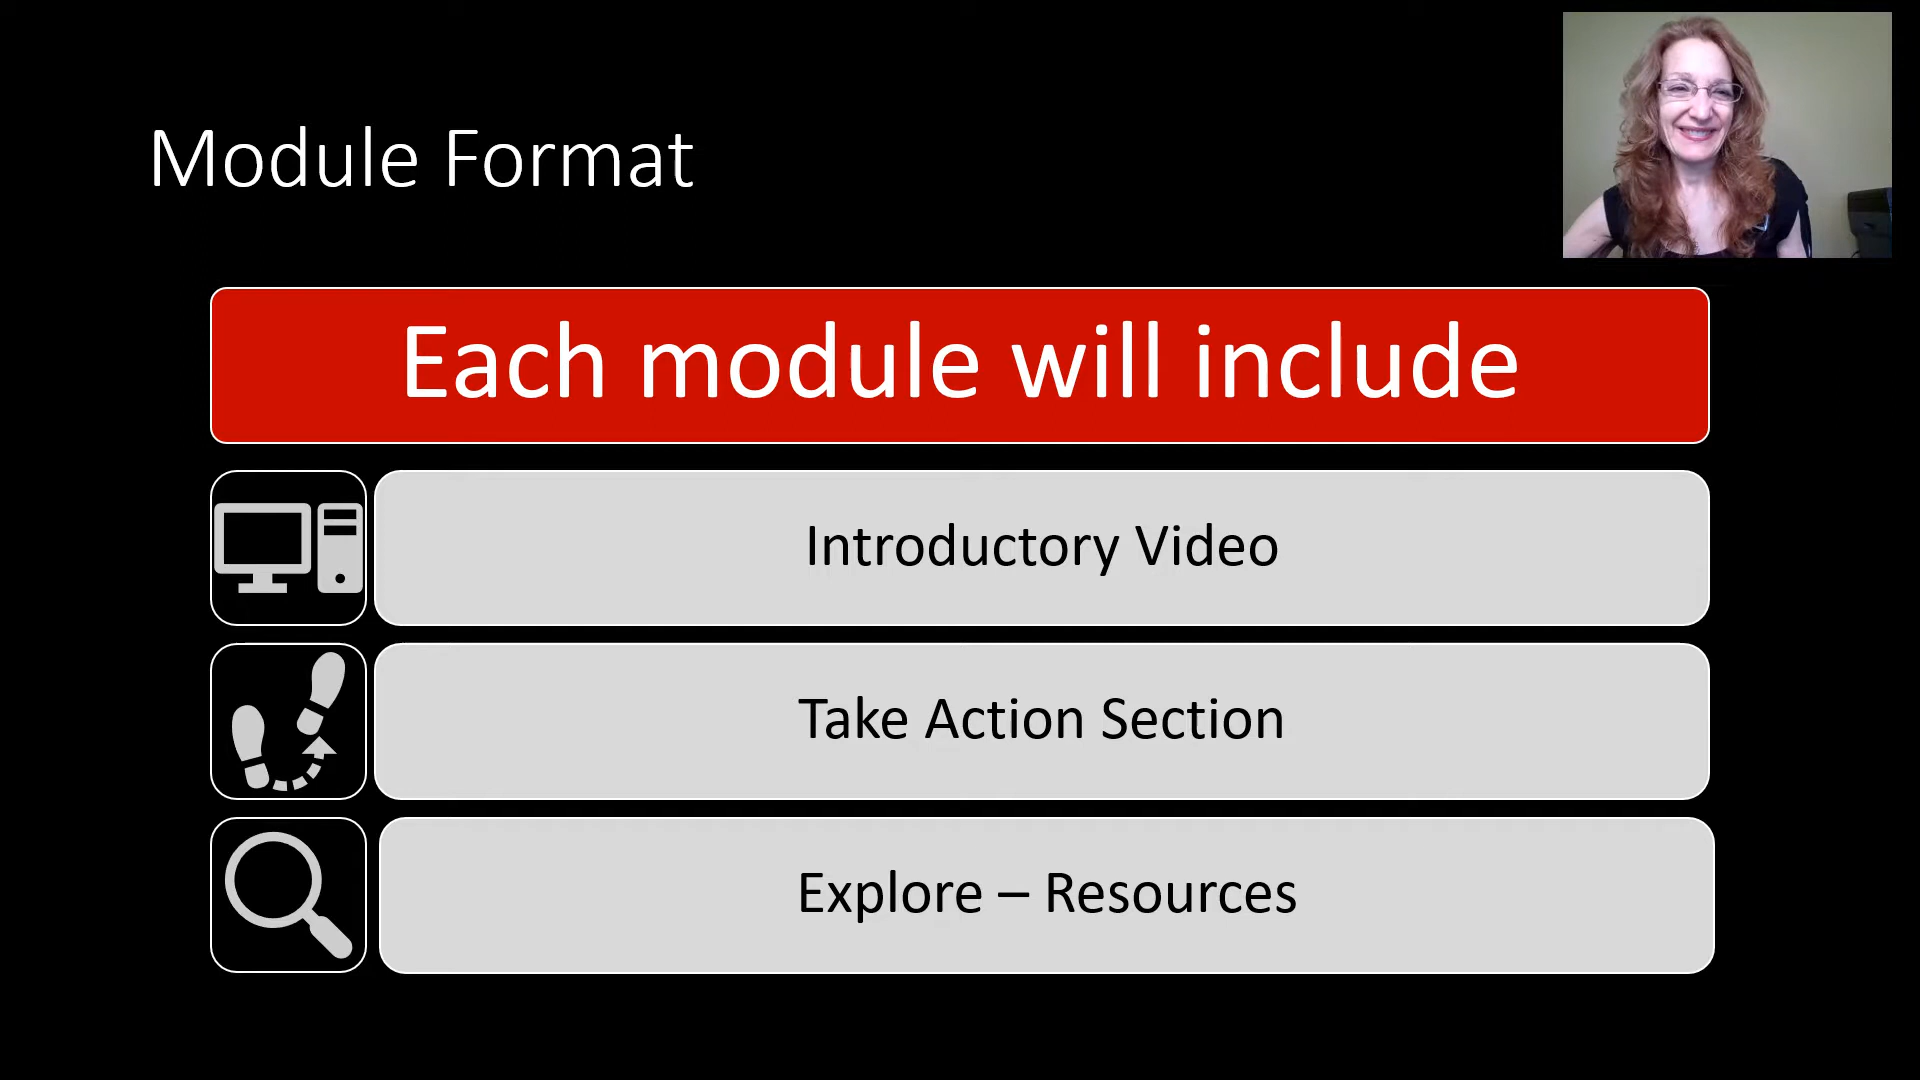 Module Format
Each module will include
Introductory Video
Take Action Section
Explore – Resources